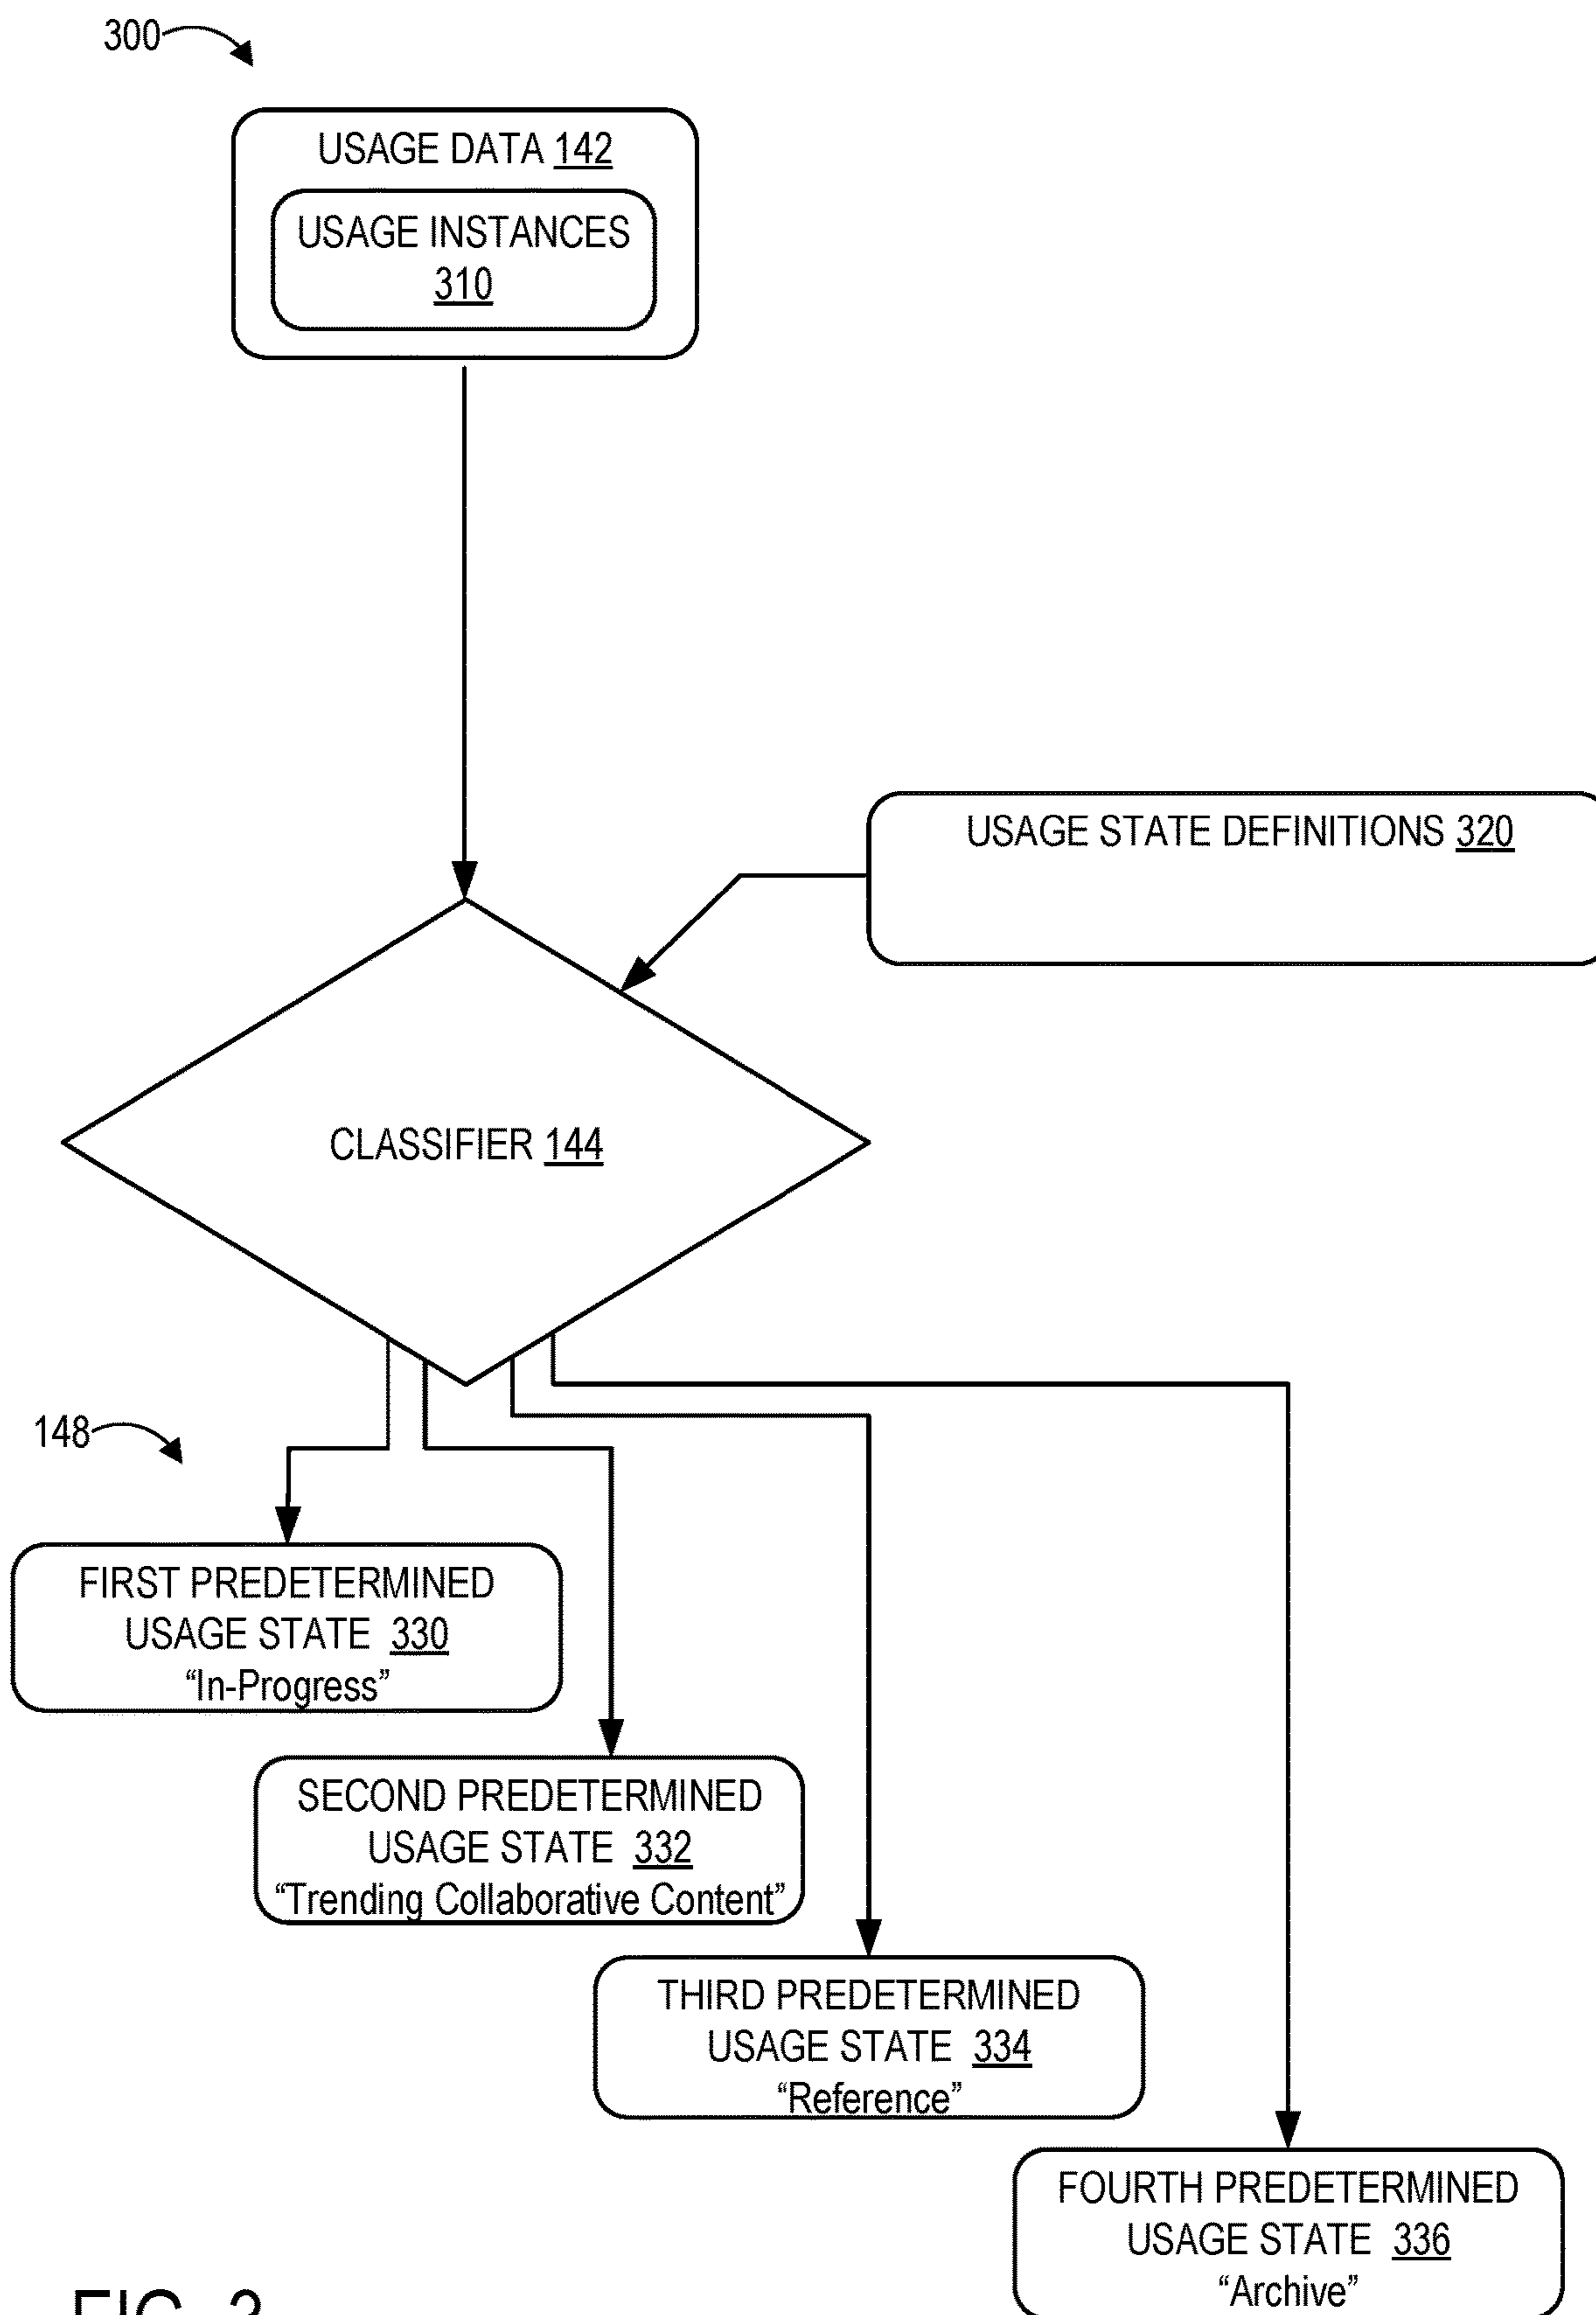 300
USAGE DATA 142
USAGE INSTANCES
310
USAGE STATE DEFINITIONS 320
CLASSIFIER 144
148
FIRST PREDETERMINED
USAGE STATE 330
“In-Progress”
SECOND PREDETERMINED
USAGE STATE 332
“Trending Collaborative Content”
THIRD PREDETERMINED
USAGE STATE 334
“Reference”
FOURTH PREDETERMINED
USAGE STATE 336
“Archive”
FIG. 3